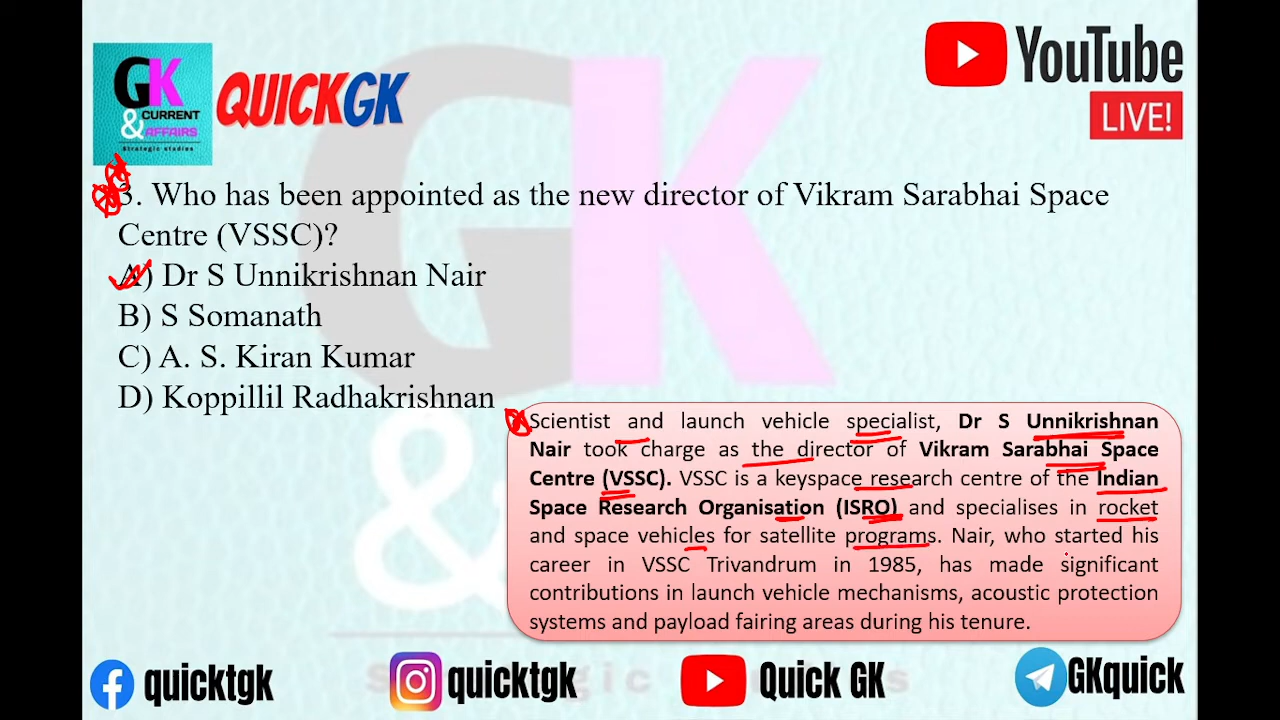 GK
& CURRENT
AFFAIRS
Strategic studies
QUICKGK
YouTube
LIVE!
3. Who has been appointed as the new director of Vikram Sarabhai Space
Centre (VSSC)?
A) Dr S Unnikrishnan Nair
B) S Somanath
C) A. S. Kiran Kumar
D) Koppillil Radhakrishnan
Scientist and launch vehicle specialist, Dr S Unnikrishnan
Nair took charge as the director of Vikram Sarabhai Space
Centre (VSSC). VSSC is a keyspace research centre of the Indian
Space Research Organisation (ISRO) and specialises in rocket
and space vehicles for satellite programs. Nair, who started his
career in VSSC Trivandrum in 1985, has made significant
contributions in launch vehicle mechanisms, acoustic protection
systems and payload fairing areas during his tenure.
quicktgk
quicktgk
Quick GK
GKquick